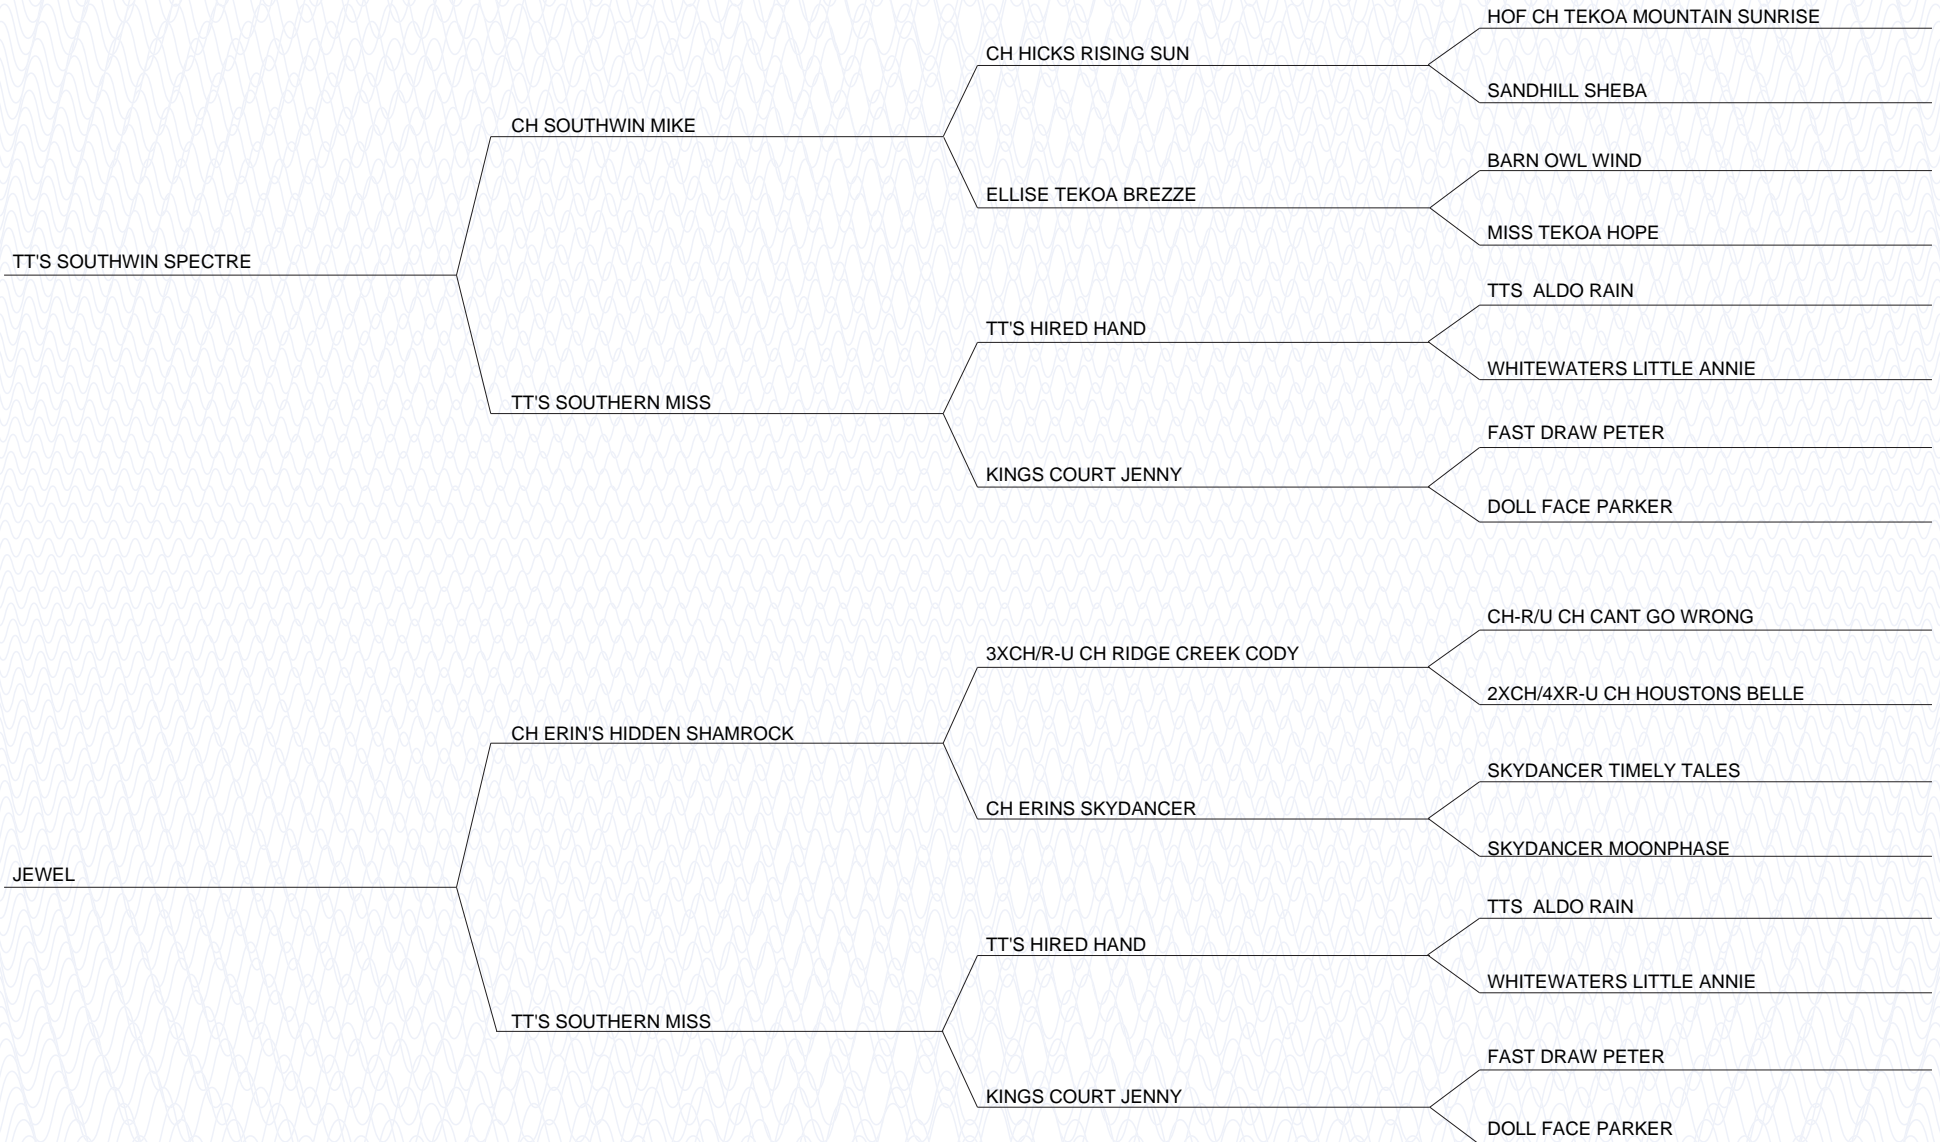 HOF CH TEKOA MOUNTAIN SUNRISE
CH HICKS RISING SUN
SANDHILL SHEBA
CH SOUTHWIN MIKE
BARN OWL WIND
ELLISE TEKOA BREZZE
MISS TEKOA HOPE
TT'S SOUTHWIN SPECTRE
TTS  ALDO RAIN
TT'S HIRED HAND
WHITEWATERS LITTLE ANNIE
TT'S SOUTHERN MISS
FAST DRAW PETER
KINGS COURT JENNY
DOLL FACE PARKER
CH-R/U CH CANT GO WRONG
3XCH/R-U CH RIDGE CREEK CODY
2XCH/4XR-U CH HOUSTONS BELLE
CH ERIN'S HIDDEN SHAMROCK
SKYDANCER TIMELY TALES
CH ERINS SKYDANCER
SKYDANCER MOONPHASE
JEWEL
TTS  ALDO RAIN
TT'S HIRED HAND
WHITEWATERS LITTLE ANNIE
TT'S SOUTHERN MISS
FAST DRAW PETER
KINGS COURT JENNY
DOLL FACE PARKER